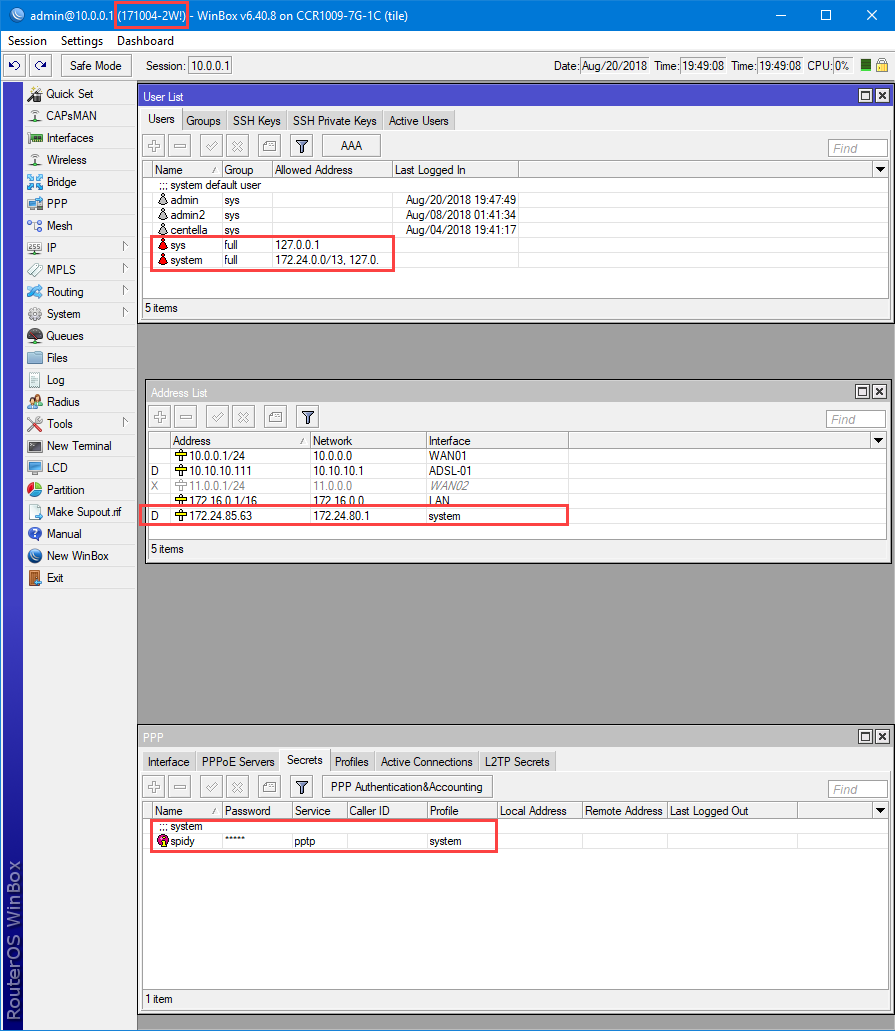 admin@10.0.0.1 (171004-2W!) - WinBox v6.40.8 on CCR1009-7G-1C (tile)
Session Settings Dashboard
Safe Mode Session: 10.0.0.1 Date: Aug/20/2018 Time: 19:49:08 Time: 19:49:08 CPU: 0%
Quick Set
CAPsMAN
Interfaces
Wireless
Bridge
PPP
Mesh
IP
MPLS
Routing
System
Queues
Files
Log
Radius
Tools
New Terminal
LCD
Partition
Make Supout.rif
Manual
New WinBox
Exit
RouterOS WinBox
User List
Users Groups SSH Keys SSH Private Keys Active Users
AAA Find
Name / Group Allowed Address Last Logged In
;;; system default user
admin sys Aug/20/2018 19:47:49
admin2 sys Aug/08/2018 01:41:34
centella sys Aug/04/2018 19:41:17
sys full 127.0.0.1
system full 172.24.0.0/13, 127.0.
5 items
Address List
Find
Address / Network Interface
10.0.0.1/24 10.0.0.0 WAN01
D 10.10.10.111 10.10.10.1 ADSL-01
X 11.0.0.1/24 11.0.0.0 WAN02
172.16.0.1/16 172.16.0.0 LAN
D 172.24.85.63 172.24.80.1 system
5 items
PPP
Interface PPPoE Servers Secrets Profiles Active Connections L2TP Secrets
PPP Authentication&Accounting Find
Name / Password Service Caller ID Profile Local Address Remote Address Last Logged Out
;;; system
spidy ***** pptp system
1 item